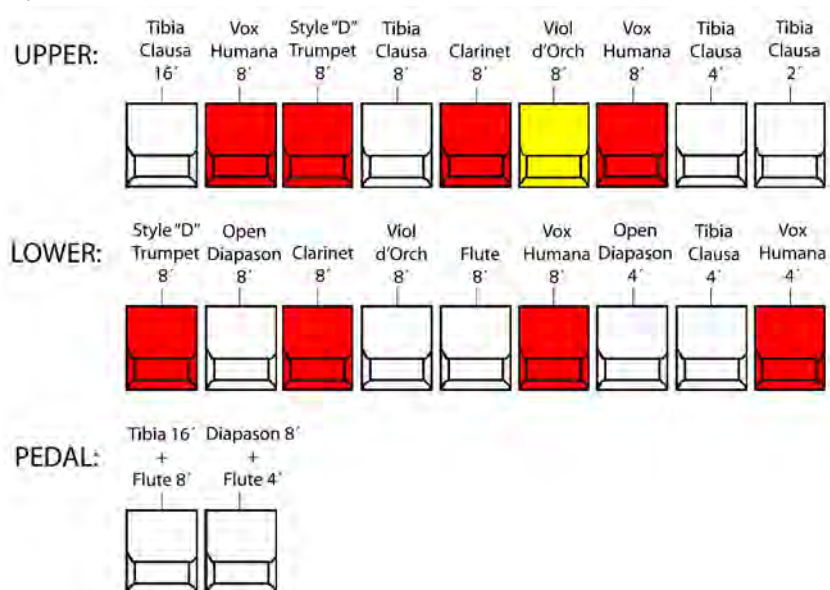 Tibia Vox Style "D" Tibia Viol Vox Tibia Tibia
UPPER: Clausa Humana Trumpet Clausa Clarinet d'Orch Humana Clausa Clausa
16´ 8´ 8´ 8´ 8´ 8´ 8´ 4´ 2´
Style "D" Open Viol Vox Open Tibia Vox
LOWER: Trumpet Diapason Clarinet d'Orch Flute Humana Diapason Clausa Humana
8´ 8´ 8´ 8´ 8´ 8´ 4´ 4´ 4´
Tibia 16´ Diapason 8´
PEDAL: + +
Flute 8´ Flute 4´